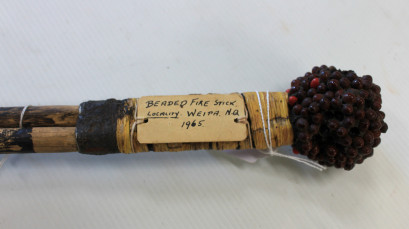 BEADED FIRE STICK
LOCALITY WEIPA. N.Q.
1965.